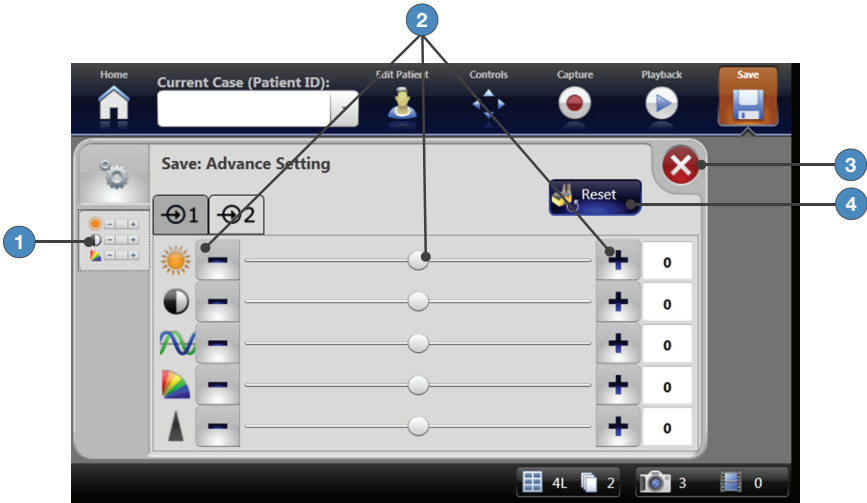 2
Home
Current Case (Patient ID):
Edit Patient
Controls
Capture
Playback
Save
Save: Advance Setting
3
Reset
4
1 2
1
0
0
0
0
0
4L 2 3 0